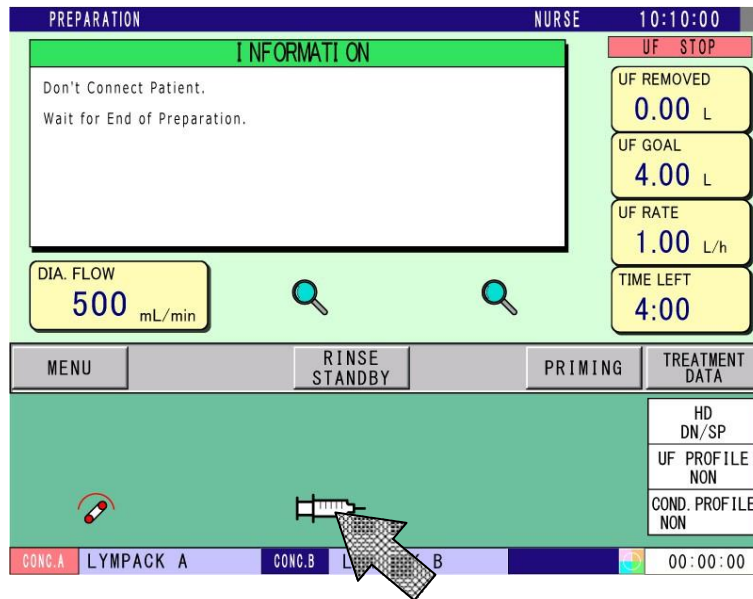 PREPARATION NURSE 10:10:00
INFORMATION
Don't Connect Patient.
Wait for End of Preparation.
UF STOP
UF REMOVED
0.00 L
UF GOAL
4.00 L
UF RATE
1.00 L/h
TIME LEFT
4:00
DIA. FLOW
500 mL/min
MENU
RINSE
STANDBY
PRIMING
TREATMENT
DATA
HD
DN/SP
UF PROFILE
NON
COND. PROFILE
NON
CONC.A LYMPACK A CONC.B B 00:00:00